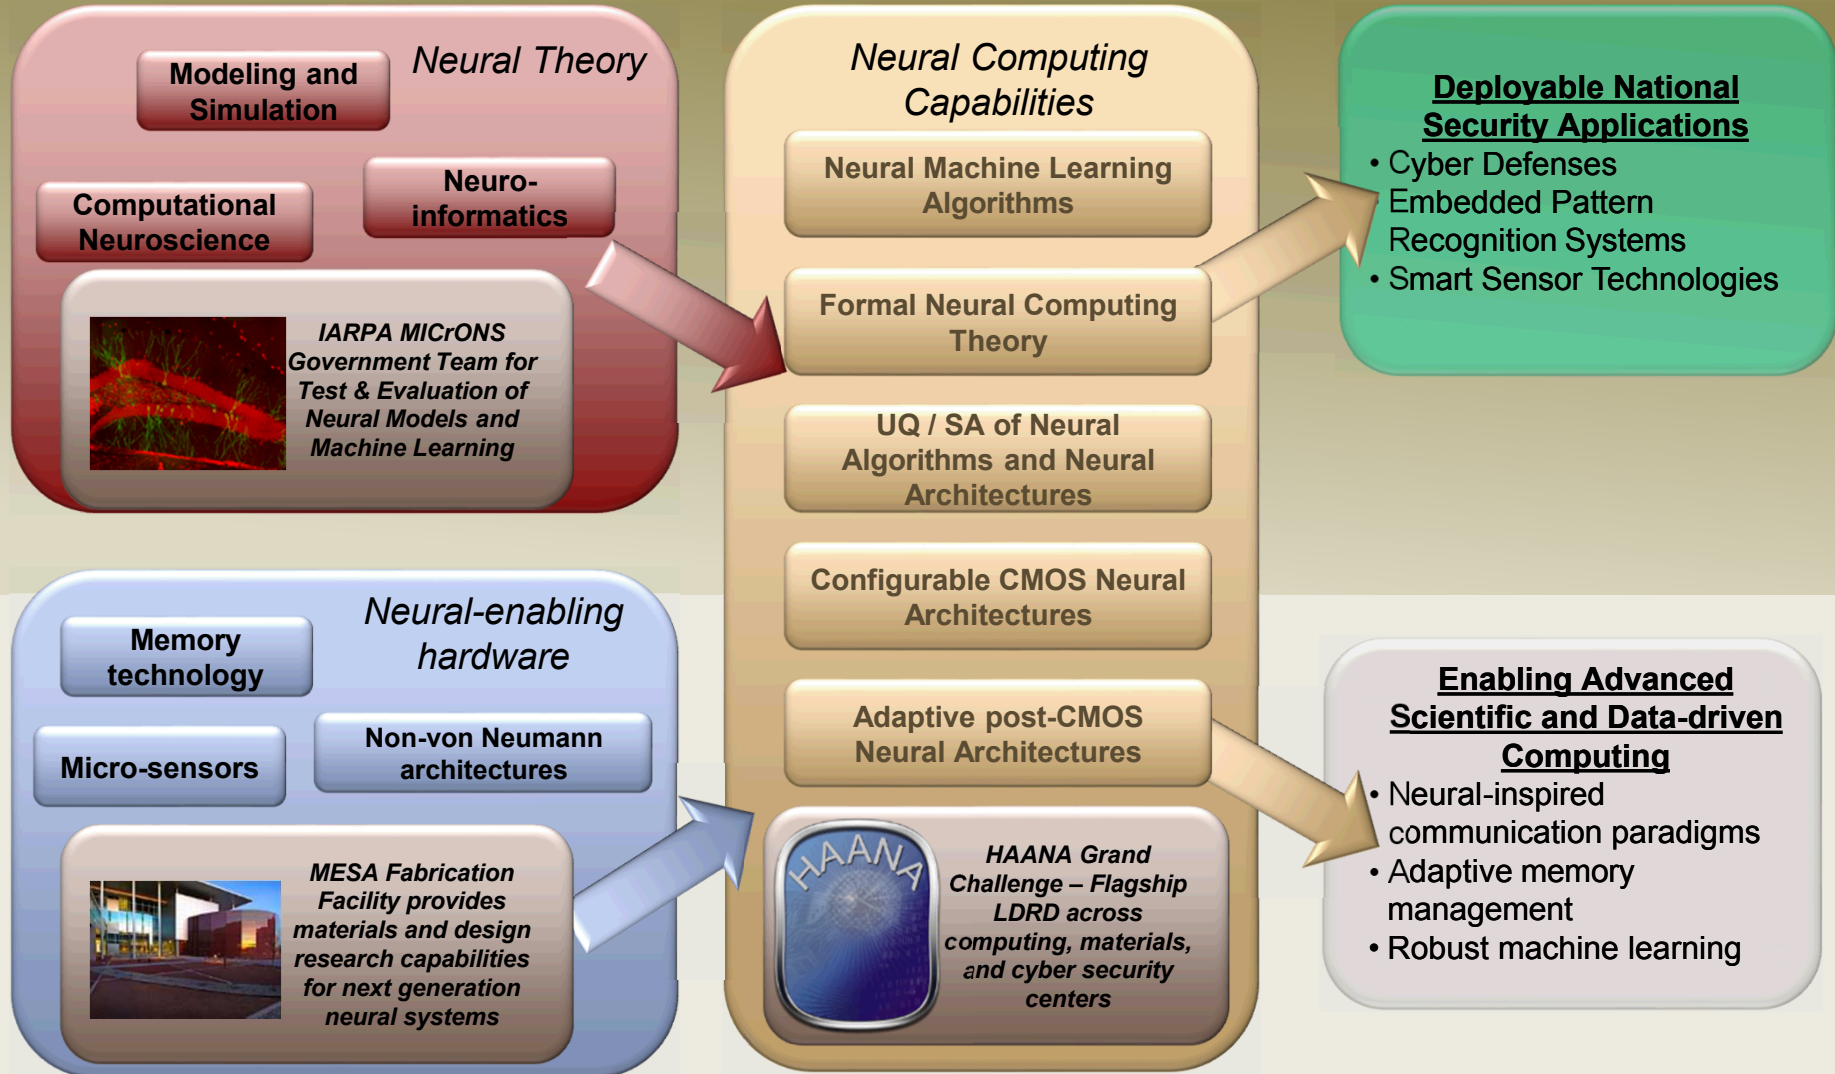 Neural Theory
Modeling and
Simulation
Neuro-
informatics
Computational
Neuroscience
IARPA MICrONS
Government Team for
Test & Evaluation of
Neural Models and
Machine Learning
Neural-enabling
hardware
Memory
technology
Non-von Neumann
architectures
Micro-sensors
MESA Fabrication
Facility provides
materials and design
research capabilities
for next generation
neural systems
Neural Computing
Capabilities
Neural Machine Learning
Algorithms
Formal Neural Computing
Theory
UQ / SA of Neural
Algorithms and Neural
Architectures
Configurable CMOS Neural
Architectures
Adaptive post-CMOS
Neural Architectures
HAANA
HAANA Grand
Challenge – Flagship
LDRD across
computing, materials,
and cyber security
centers
Deployable National
Security Applications
• Cyber Defenses
• Embedded Pattern
Recognition Systems
• Smart Sensor Technologies
Enabling Advanced
Scientific and Data-driven
Computing
• Neural-inspired
communication paradigms
• Adaptive memory
management
• Robust machine learning